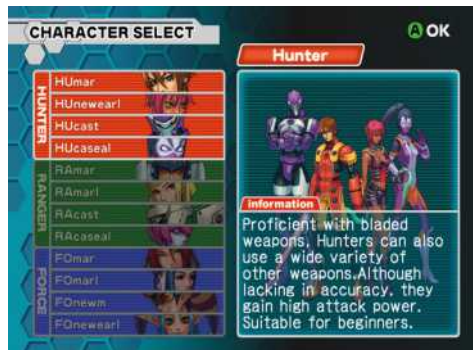 CHARACTER SELECT
A OK
Hunter
HUNTER
HUmar
HUnewearl
HUcast
HUcaseal
RANGER
RAmar
RAmarl
RAcast
RAcaseal
FORCE
FOmar
FOmarl
FOnewm
FOnewearl
Information
Proficient with bladed
weapons, Hunters can also
use a wide variety of
other weapons.Although
lacking in accuracy, they
gain high attack power.
Suitable for beginners.